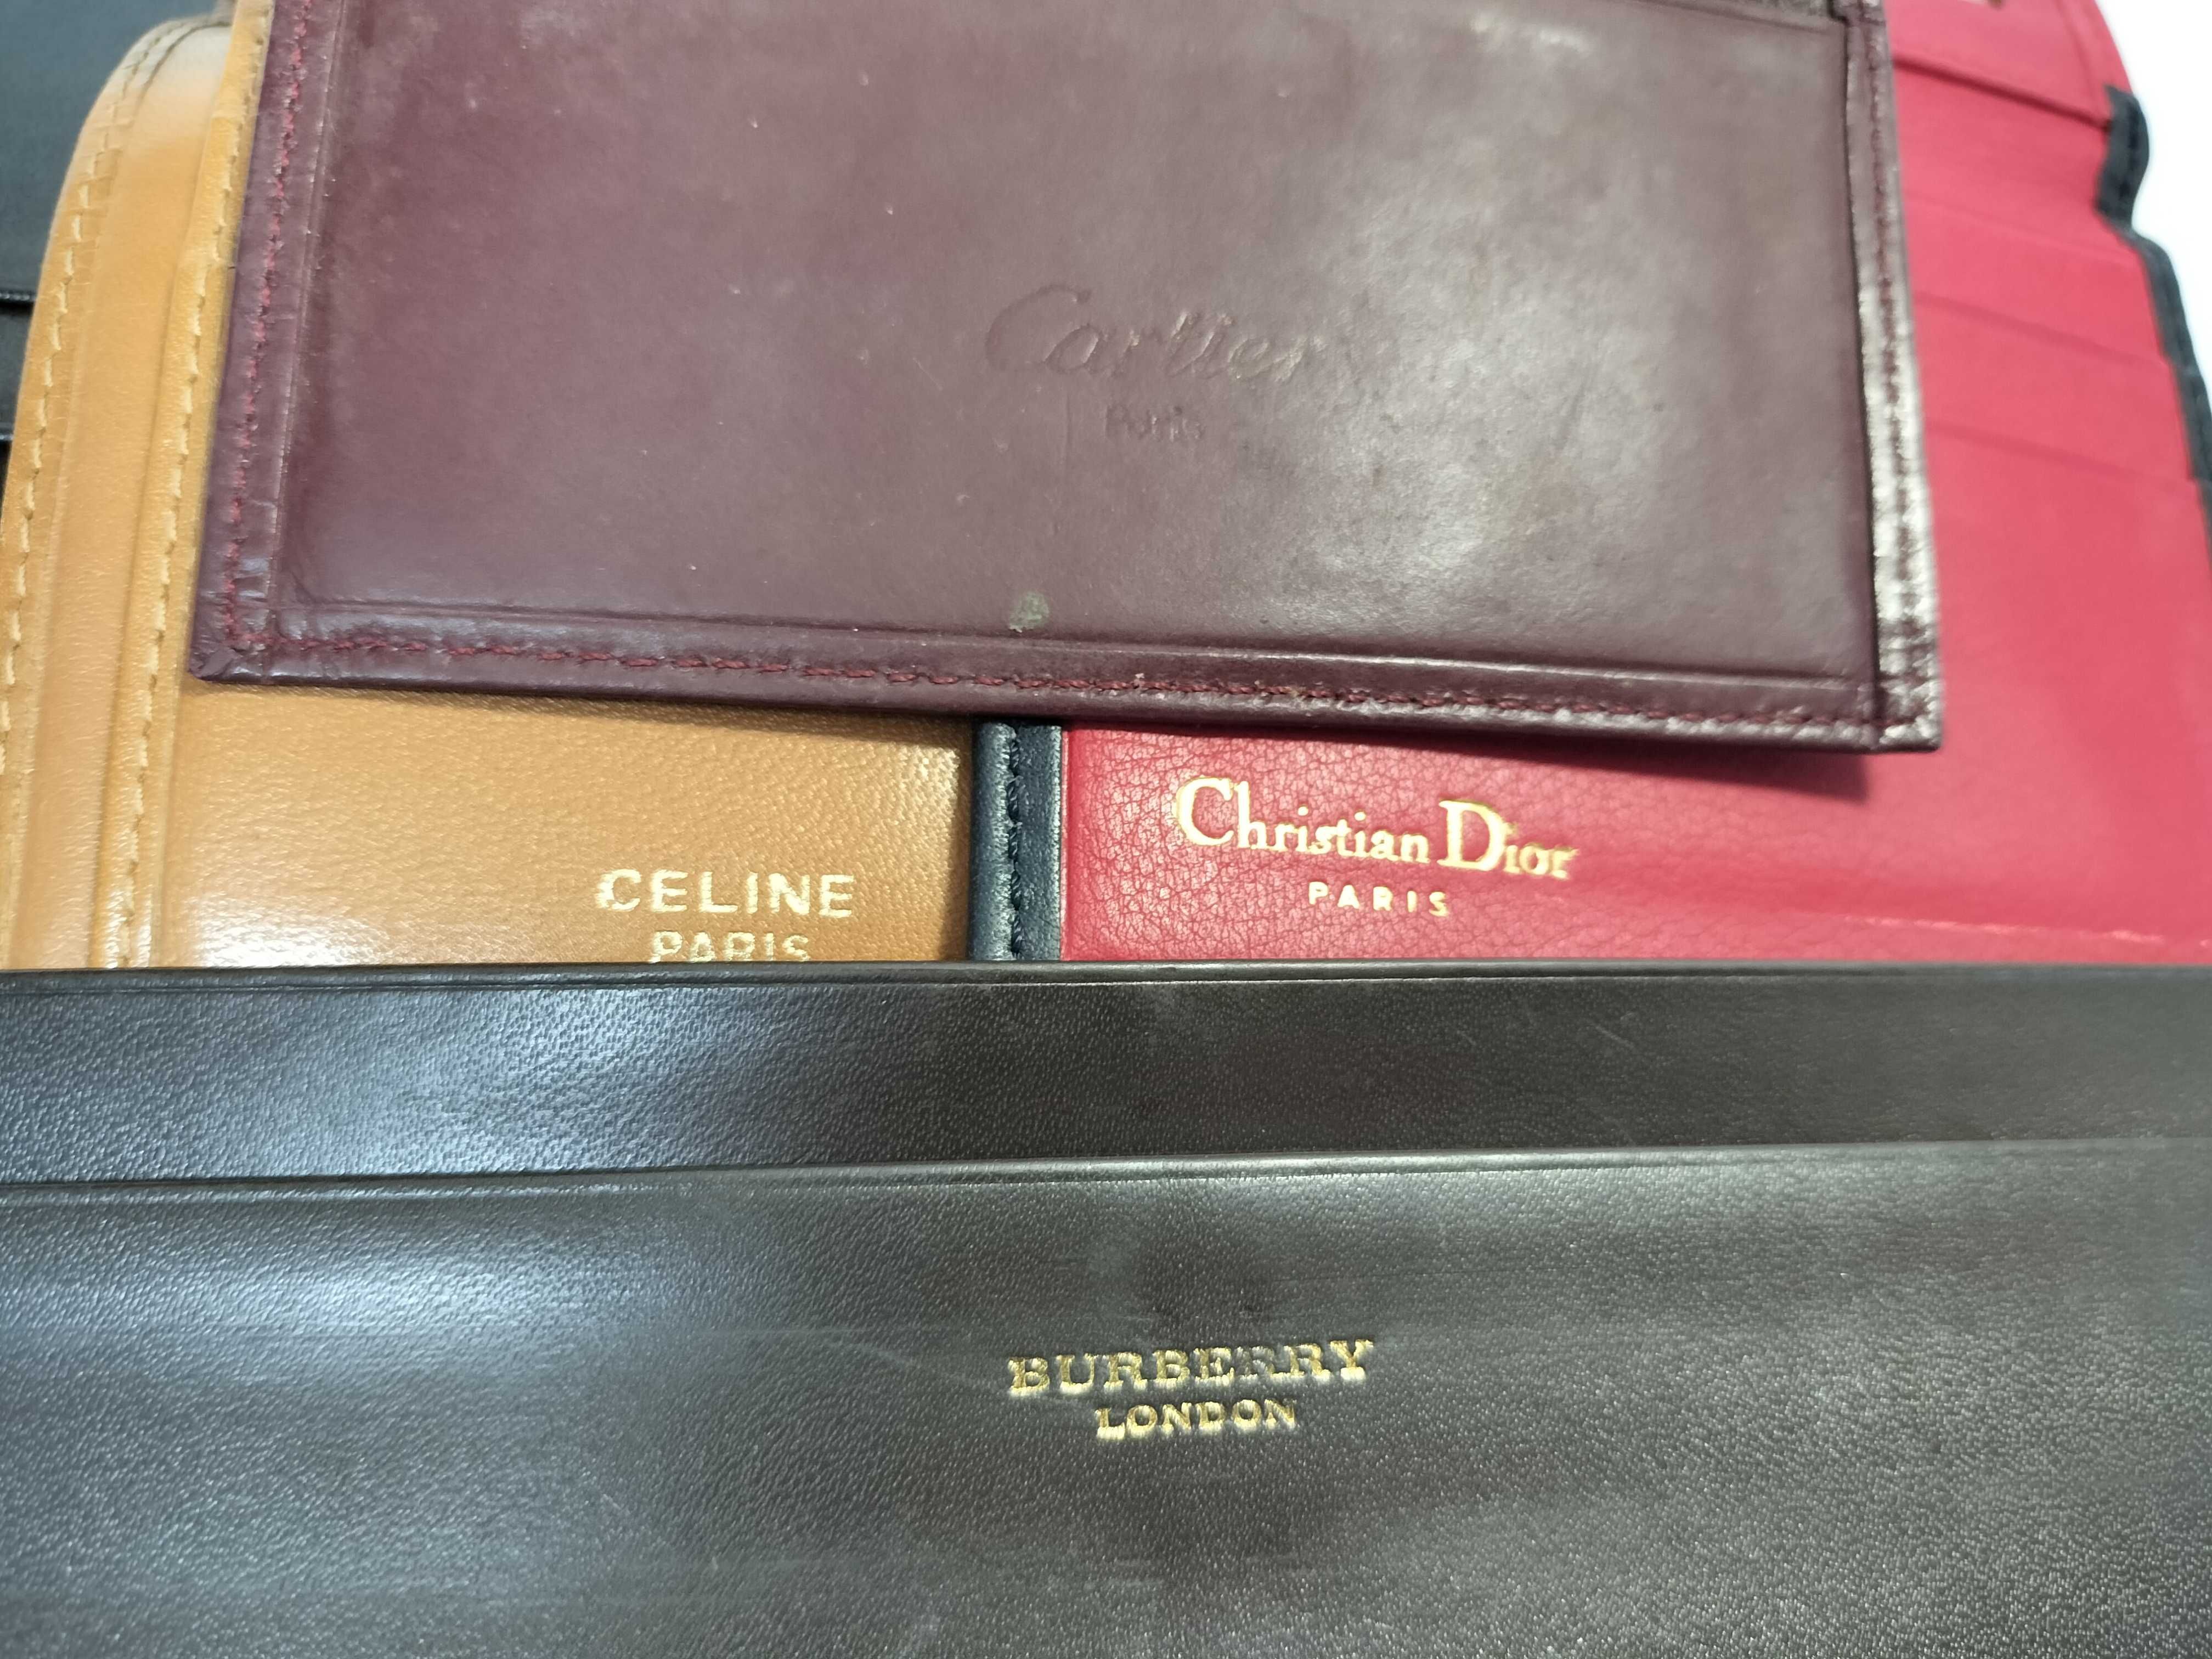 Cartier
Paris
CELINE
PARIS
Christian Dior
PARIS
BURBERRY
LONDON